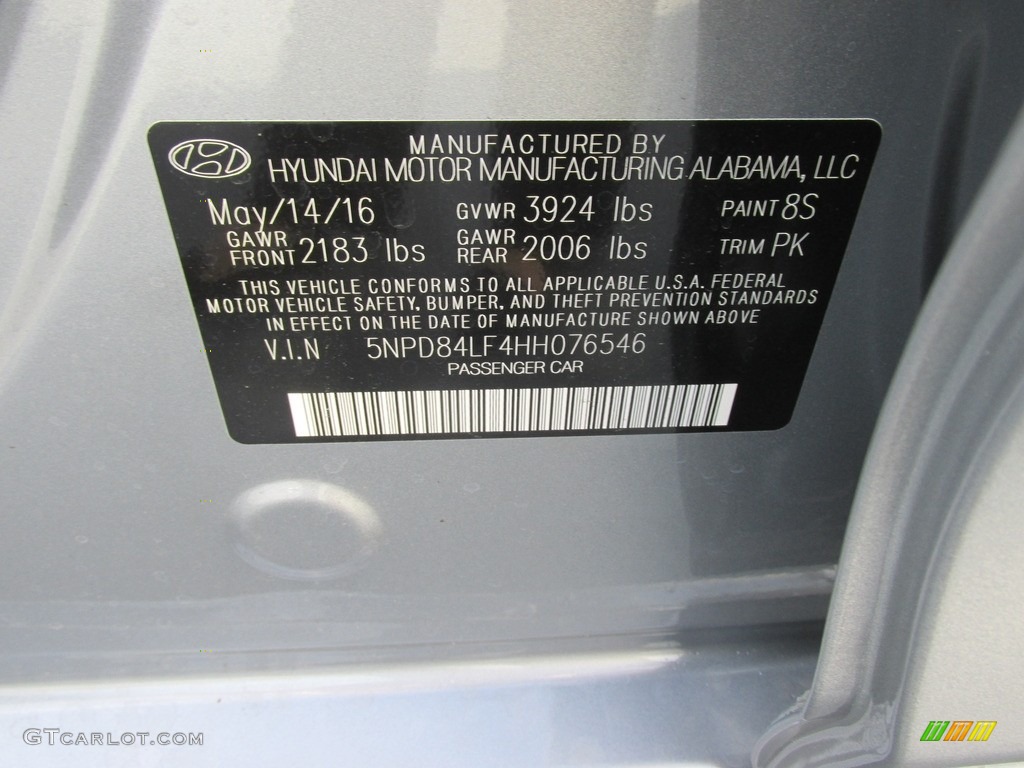 MANUFACTURED BY
HYUNDAI MOTOR MANUFACTURING ALABAMA, LLC
May/14/16 GVWR 3924 lbs PAINT 8S
GAWR FRONT 2183 lbs GAWR REAR 2006 lbs TRIM PK
THIS VEHICLE CONFORMS TO ALL APPLICABLE U.S.A. FEDERAL
MOTOR VEHICLE SAFETY, BUMPER, AND THEFT PREVENTION STANDARDS
IN EFFECT ON THE DATE OF MANUFACTURE SHOWN ABOVE
V.I.N 5NPD84LF4HH076546
PASSENGER CAR
GTCARLOT.COM